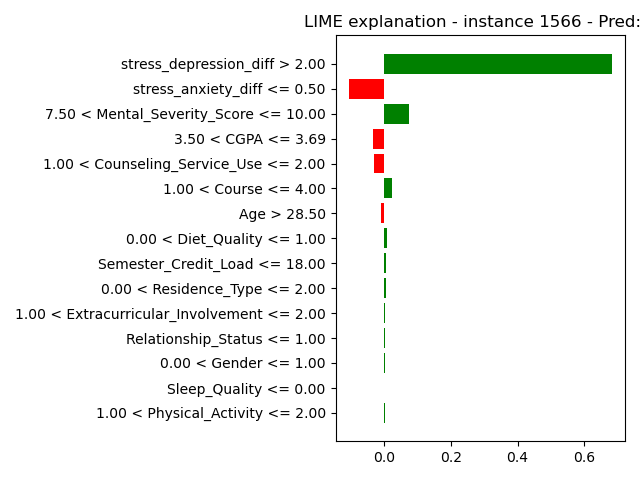 LIME explanation - instance 1566 - Pred:
stress_depression_diff > 2.00
stress_anxiety_diff <= 0.50
7.50 < Mental_Severity_Score <= 10.00
3.50 < CGPA <= 3.69
1.00 < Counseling_Service_Use <= 2.00
1.00 < Course <= 4.00
Age > 28.50
0.00 < Diet_Quality <= 1.00
Semester_Credit_Load <= 18.00
0.00 < Residence_Type <= 2.00
1.00 < Extracurricular_Involvement <= 2.00
Relationship_Status <= 1.00
0.00 < Gender <= 1.00
Sleep_Quality <= 0.00
1.00 < Physical_Activity <= 2.00
0.0 0.2 0.4 0.6